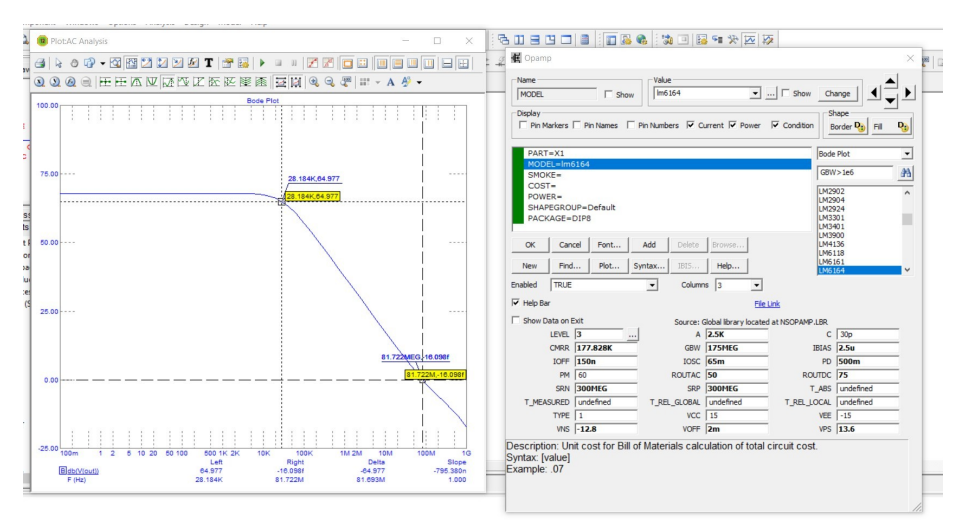 PlotAC Analysis
T
A
Bode Plot
100.00
75.00
50.00
25.00
0.00
-25.00
28.184K,64.977
28.184K,64.977
81.722MEG,-16.098f
81.722M,-16.098f
100m 1 2 5 10 20 50 100 500 1K 2K 10K 100K 1M 2M 10M 100M 1G
Left Right Delta Slope
db(V(out)) 64.977 -16.098f -64.977 -795.380n
F (Hz) 28.184K 81.722M 81.693M 1.000
Opamp
Name
MODEL Show
Value
lm6164 ... Show Change
Display
Pin Markers Pin Names Pin Numbers Current Power Condition
Shape
Border Fill
PART=X1
MODEL=lm6164
SMOKE=
COST=
POWER=
SHAPEGROUP=Default
PACKAGE=DIP8
Bode Plot
GBW>1e6
LM2902
LM2904
LM2924
LM3301
LM3401
LM3900
LM4136
LM6118
LM6161
LM6164
OK Cancel Font... Add Delete Browse...
New Find... Plot... Syntax... IBIS... Help...
Enabled TRUE Columns 3
Help Bar File Link
Show Data on Exit Source: Global library located at NSOPAMP.LBR
LEVEL 3 ... A 2.5K C 30p
CMRR 177.828K GBW 175MEG IBIAS 2.5u
IOFF 150n IOSC 65m PD 500m
PM 60 ROUTAC 50 ROUTDC 75
SRN 300MEG SRP 300MEG T_ABS undefined
T_MEASURED undefined T_REL_GLOBAL undefined T_REL_LOCAL undefined
TYPE 1 VCC 15 VEE -15
VNS -12.8 VOFF 2m VPS 13.6
Description: Unit cost for Bill of Materials calculation of total circuit cost.
Syntax: [value]
Example: .07